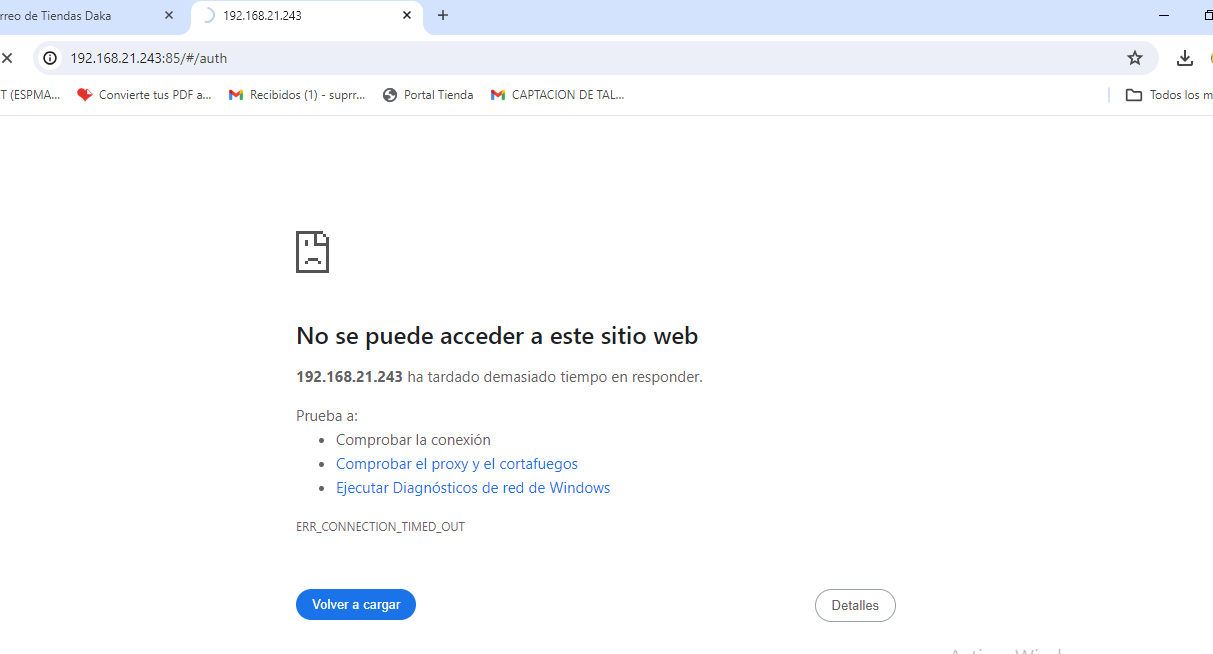 rreo de Tiendas Daka
192.168.21.243
192.168.21.243:85/#/auth
T (ESPMA...
Convierte tus PDF a...
Recibidos (1) - suprr...
Portal Tienda
CAPTACION DE TAL...
Todos los m
No se puede acceder a este sitio web
192.168.21.243 ha tardado demasiado tiempo en responder.
Prueba a:
• Comprobar la conexión
• Comprobar el proxy y el cortafuegos
• Ejecutar Diagnósticos de red de Windows
ERR_CONNECTION_TIMED_OUT
Volver a cargar
Detalles